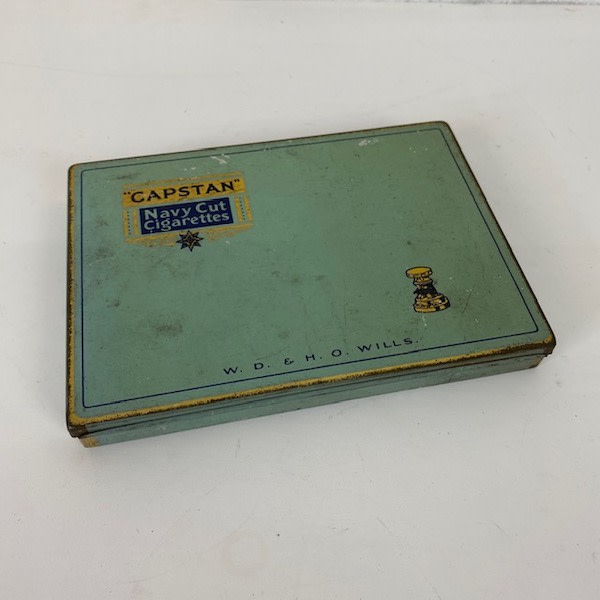 "CAPSTAN"
Navy Cut
Cigarettes
W. D. & H. O. WILLS.